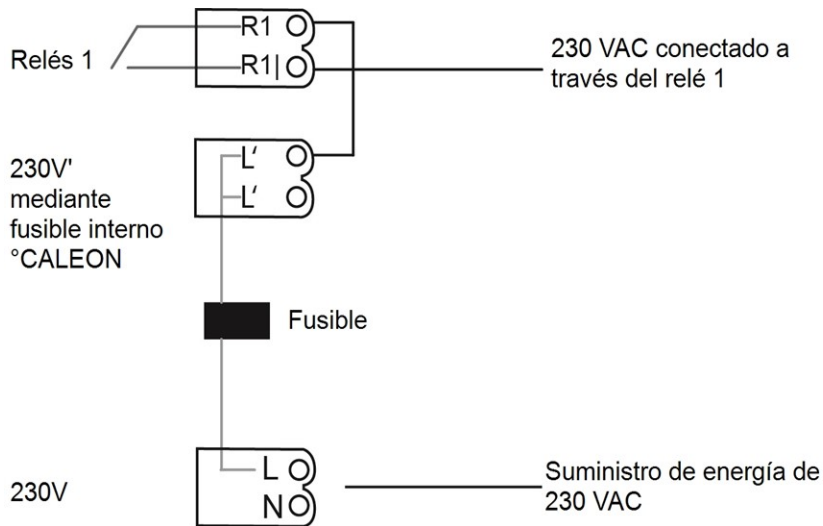 Relés 1
R1
R1|
230 VAC conectado a
través del relé 1
230V'
mediante
fusible interno
°CALEON
L‘
L‘
Fusible
230V
L
N
Suministro de energía de
230 VAC